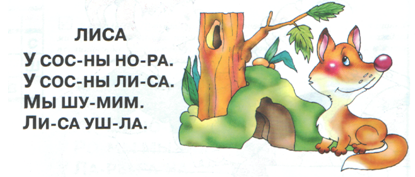 ЛИСА
У СОС-НЫ НО-РА.
У СОС-НЫ ЛИ-СА.
МЫ ШУ-МИМ.
ЛИ-СА УШ-ЛА.